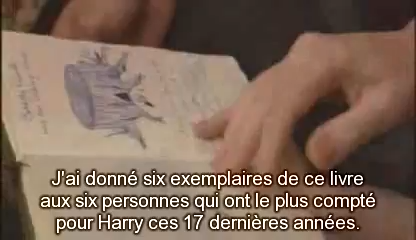 J'ai donné six exemplaires de ce livre
aux six personnes qui ont le plus compté
pour Harry ces 17 dernières années.